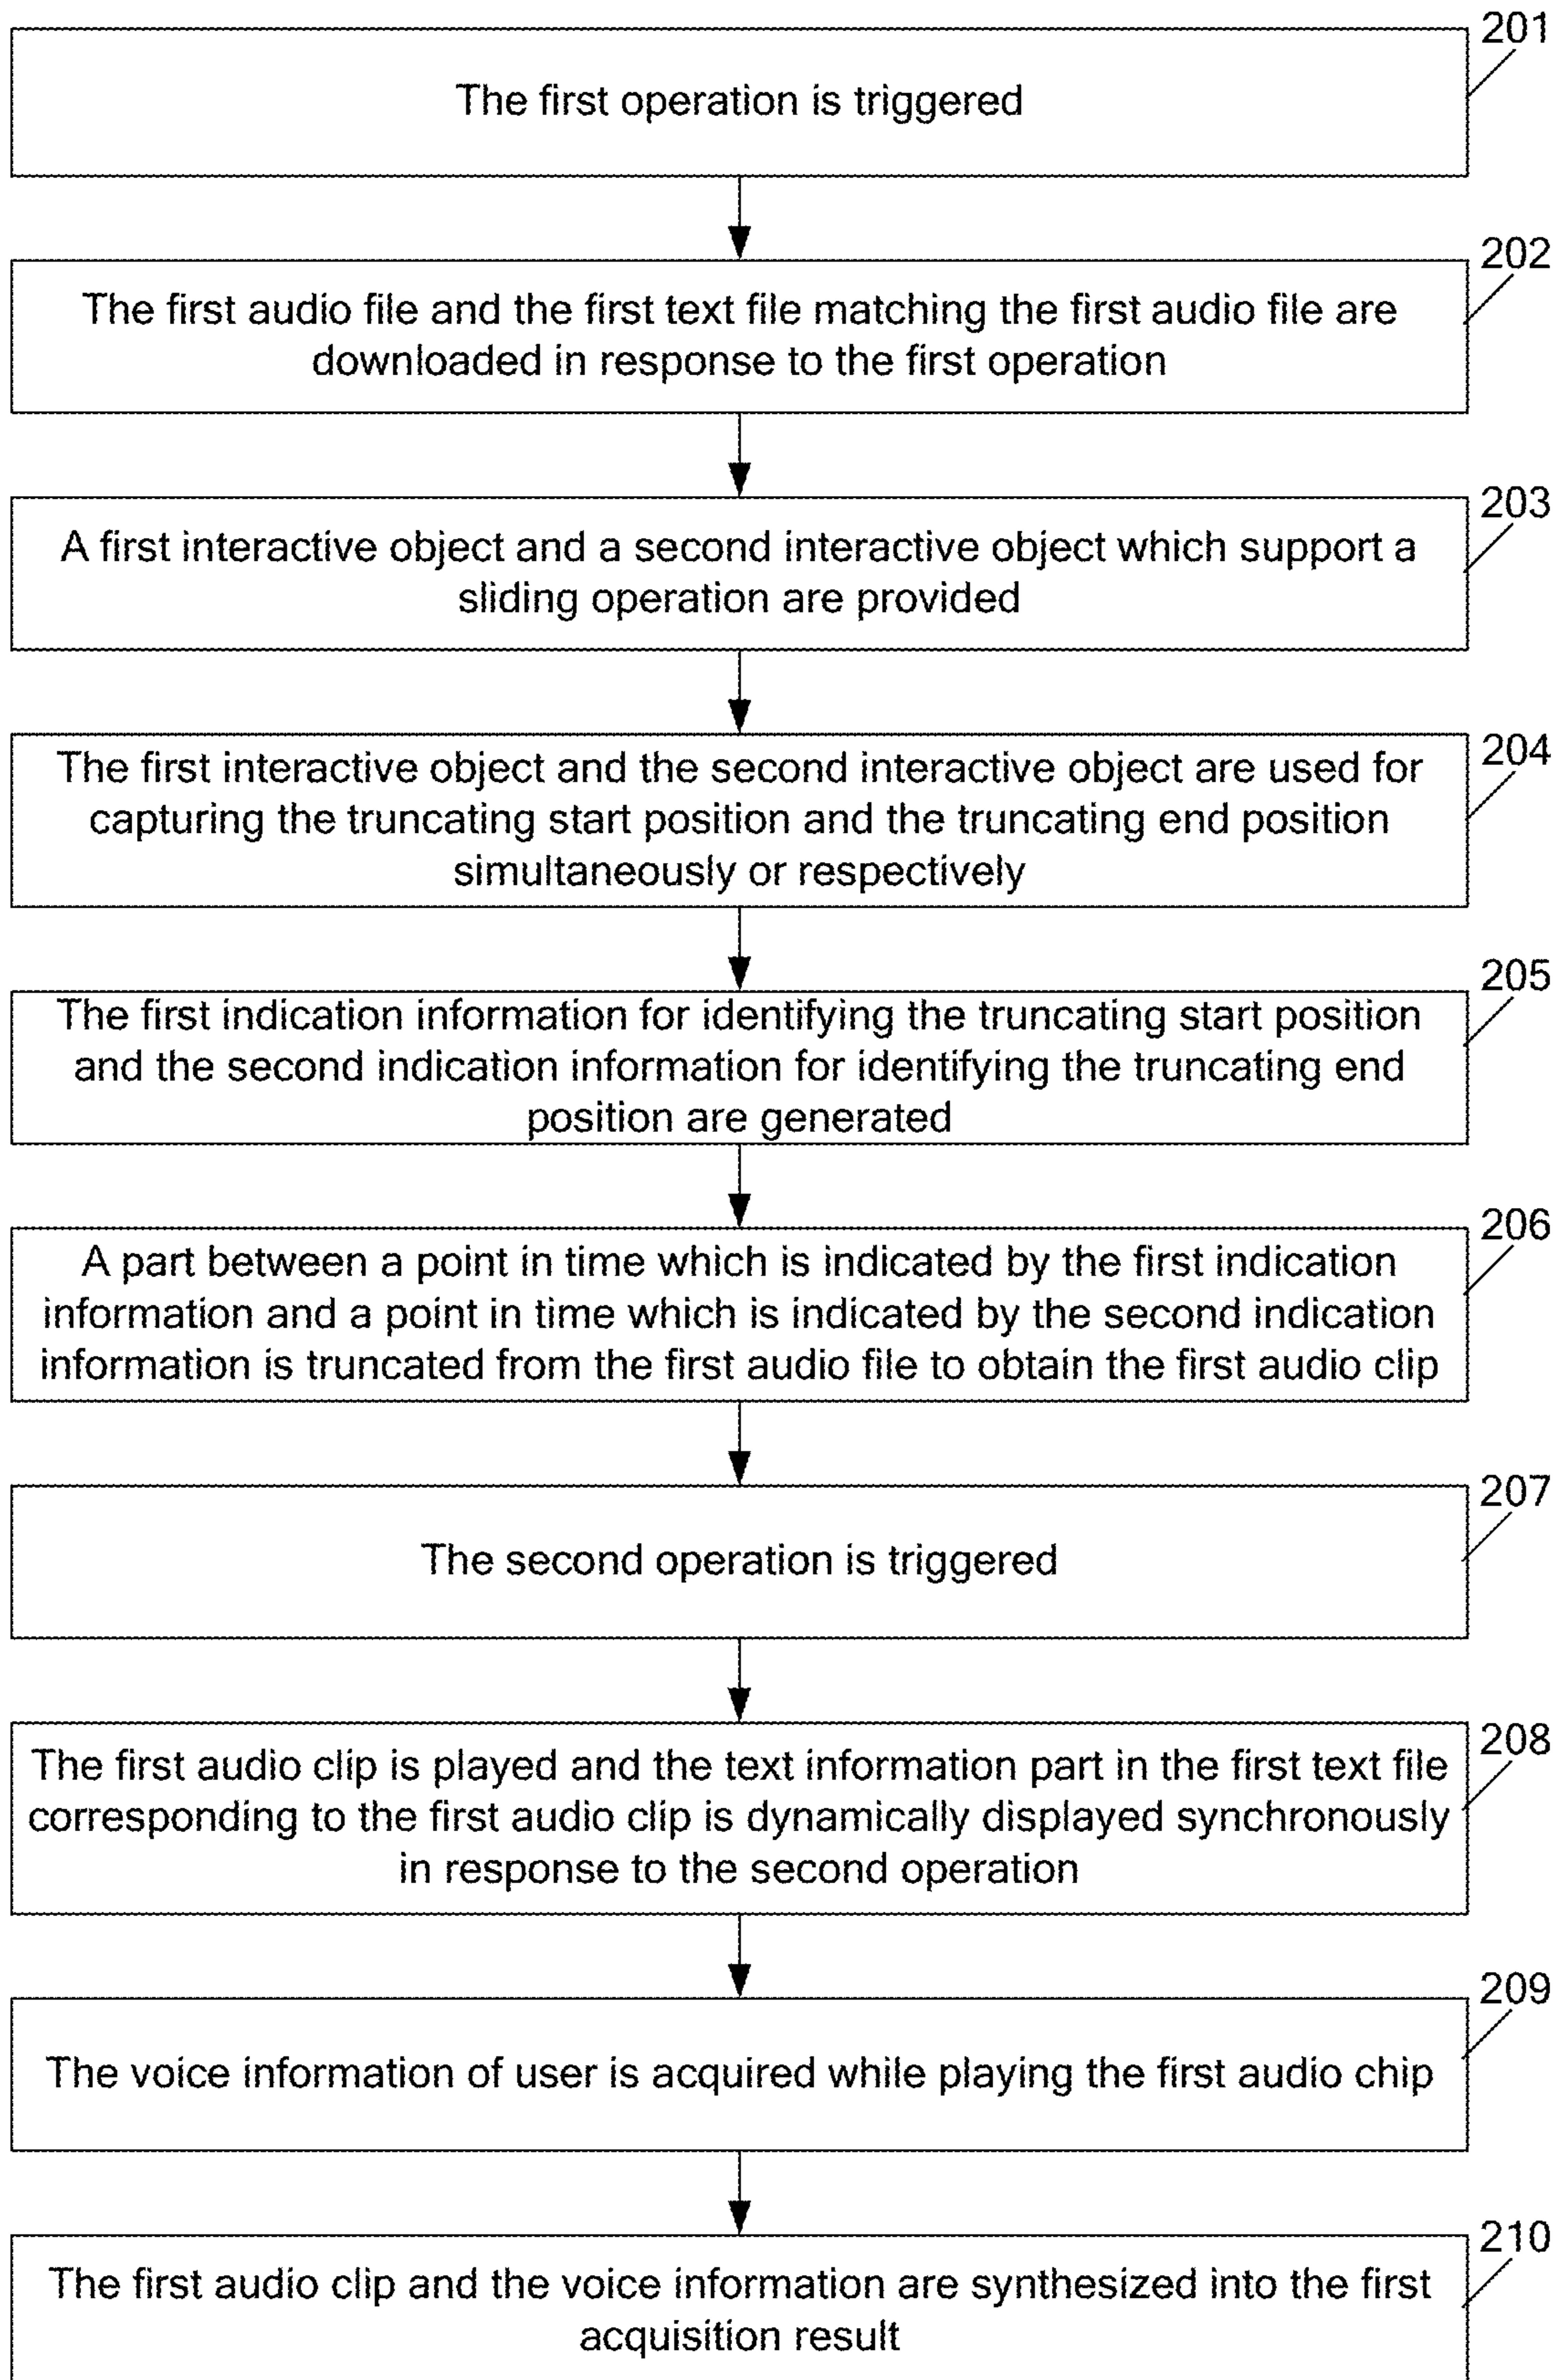 201
The first operation is triggered
202
The first audio file and the first text file matching the first audio file are
downloaded in response to the first operation
203
A first interactive object and a second interactive object which support a
sliding operation are provided
204
The first interactive object and the second interactive object are used for
capturing the truncating start position and the truncating end position
simultaneously or respectively
205
The first indication information for identifying the truncating start position
and the second indication information for identifying the truncating end
position are generated
206
A part between a point in time which is indicated by the first indication
information and a point in time which is indicated by the second indication
information is truncated from the first audio file to obtain the first audio clip
207
The second operation is triggered
208
The first audio clip is played and the text information part in the first text file
corresponding to the first audio clip is dynamically displayed synchronously
in response to the second operation
209
The voice information of user is acquired while playing the first audio chip
210
The first audio clip and the voice information are synthesized into the first
acquisition result